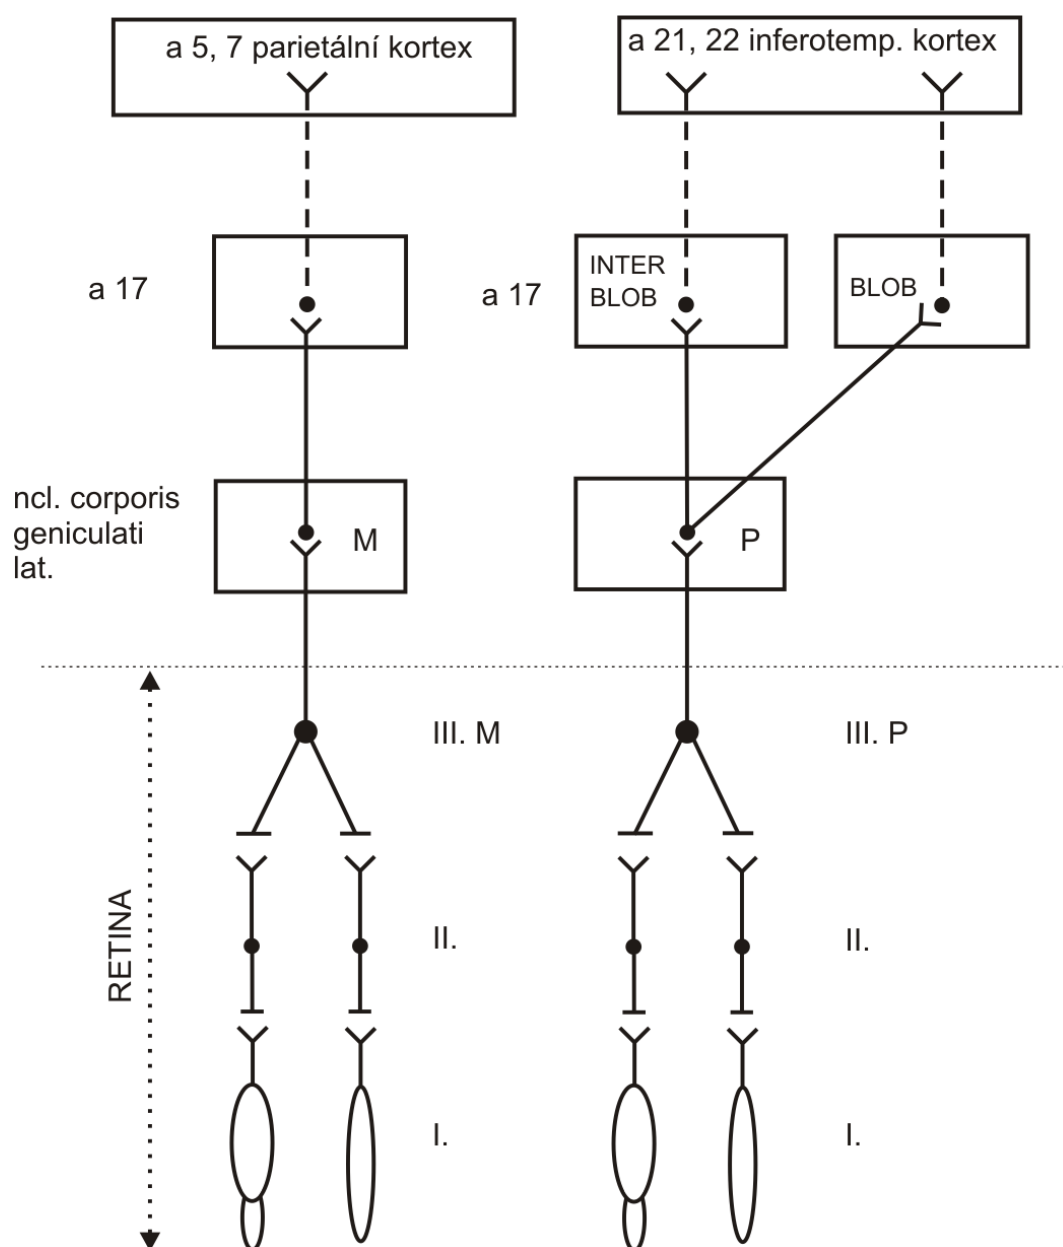 a 5, 7 parietální kortex
a 21, 22 inferotemp. kortex
a 17
a 17
INTER
BLOB
BLOB
ncl. corporis
geniculati
lat.
M
P
III. M
III. P
RETINA
II.
II.
I.
I.